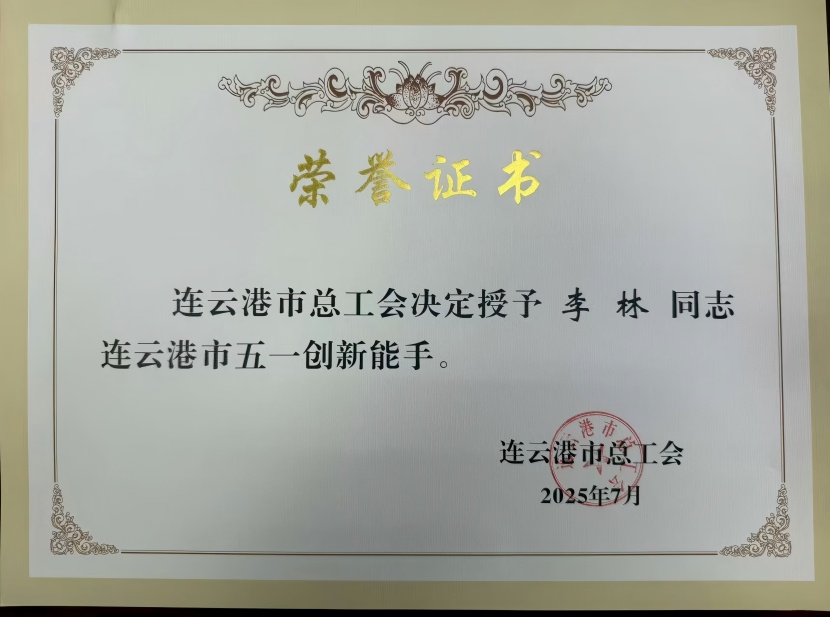 荣誉证书
连云港市总工会决定授予 李 林 同志
连云港市五一创新能手。
连云港市总工会
2025年7月